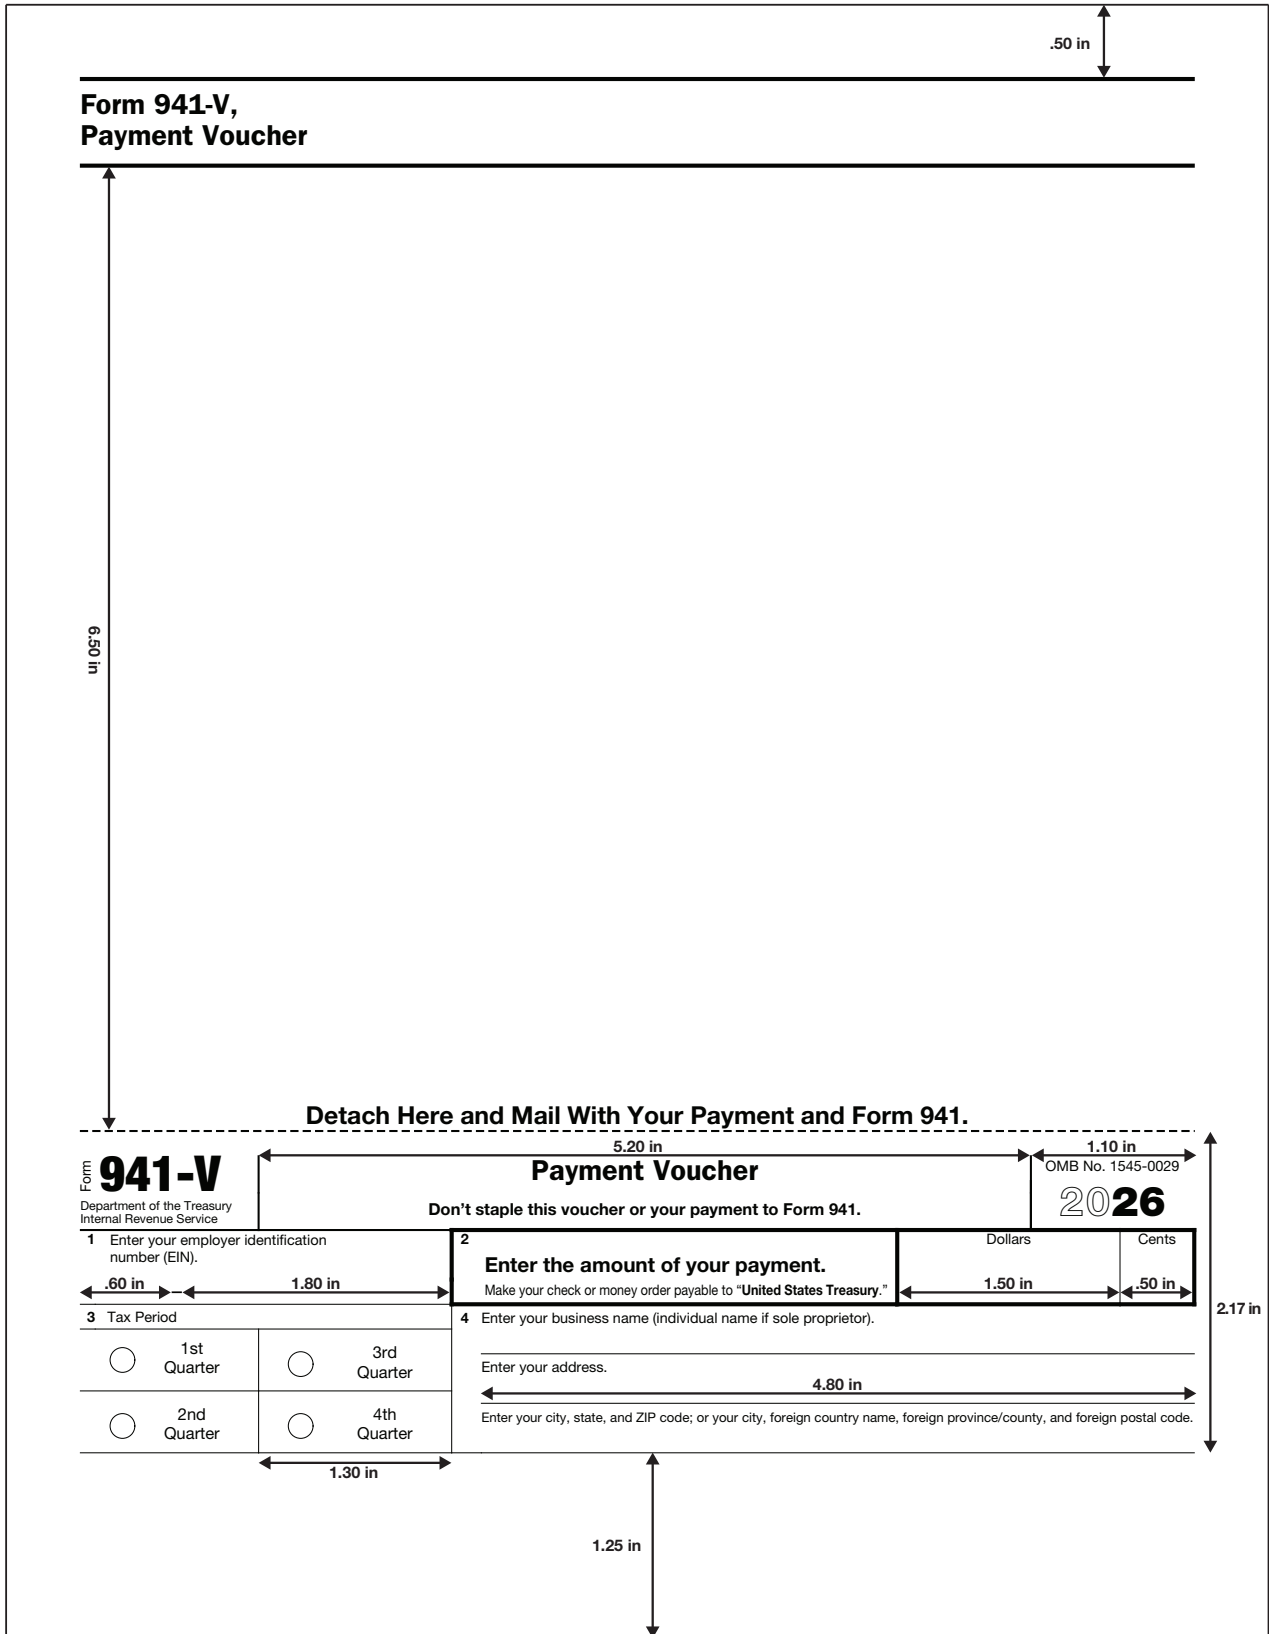 .50 in
Form 941-V,
Payment Voucher
6.50 in
Detach Here and Mail With Your Payment and Form 941.
5.20 in
1.10 in
Form 941-V
Department of the Treasury
Internal Revenue Service
Payment Voucher
Don't staple this voucher or your payment to Form 941.
OMB No. 1545-0029
2026
1 Enter your employer identification
number (EIN).
.60 in – 1.80 in
2
Enter the amount of your payment.
Make your check or money order payable to “United States Treasury.”
Dollars
1.50 in
Cents
.50 in
2.17 in
3 Tax Period
1st
Quarter
3rd
Quarter
2nd
Quarter
4th
Quarter
1.30 in
4 Enter your business name (individual name if sole proprietor).
Enter your address.
4.80 in
Enter your city, state, and ZIP code; or your city, foreign country name, foreign province/county, and foreign postal code.
1.25 in